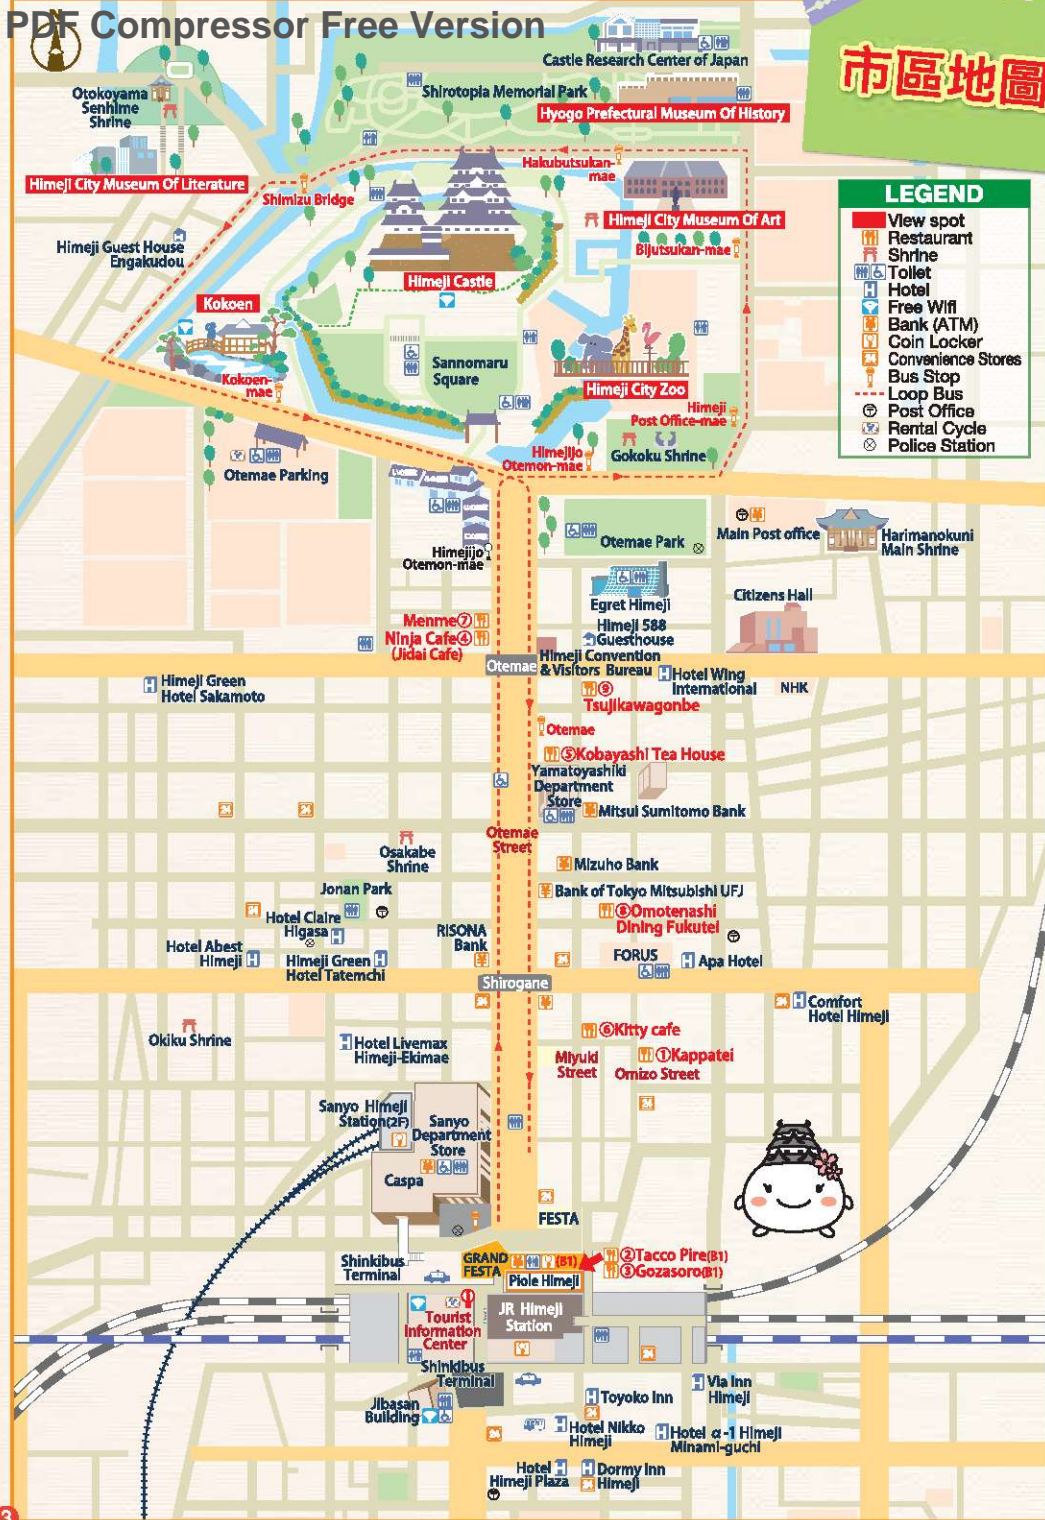 PDF Compressor Free Version
N
市區地圖
Castle Research Center of Japan
Shirotopia Memorial Park
Hyogo Prefectural Museum Of History
Otokoyama
Senhime
Shrine
Himeji City Museum Of Literature
Shimizu Bridge
Hakubutsukan-
mae
Himeji City Museum Of Art
Bijutsukan-mae
Himeji Guest House
Engakudou
Himeji Castle
Kokoen
Kokoen-
mae
Sannomaru
Square
Himeji City Zoo
Himeji
Post Office-mae
Himejijo
Otemon-mae
Gokoku Shrine
LEGEND
View spot
Restaurant
Shrine
Toilet
Hotel
Free Wifi
Bank (ATM)
Coin Locker
Convenience Stores
Bus Stop
Loop Bus
Post Office
Rental Cycle
Police Station
Otemae Parking
Himejijo
Otemon-mae
Otemae Park
Main Post office
Harimanokuni
Main Shrine
Egret Himeji
Citizens Hall
Himeji 588
Guesthouse
Menme⑦
Ninja Cafe④
(Jidai Cafe)
Otemae
Himeji Convention
& Visitors Bureau
Hotel Wing
International
NHK
Himeji Green
Hotel Sakamoto
⑨
Tsujikawagonbe
Otemae
⑤Kobayashi Tea House
Yamatoyashiki
Department
Store
Mitsui Sumitomo Bank
Otemae
Street
Osakabe
Shrine
Mizuho Bank
Jonan Park
Bank of Tokyo Mitsubishi UFJ
Hotel Claire
Higasa
⑧Omotenashi
Dining Fukutei
Hotel Abest
Himeji
Himeji Green
Hotel Tatemchi
RISONA
Bank
FORUS
Apa Hotel
Shirogane
Comfort
Hotel Himeji
Okiku Shrine
Hotel Livemax
Himeji-Ekimae
⑥Kitty cafe
①Kappatei
Miyuki
Street
Omizo Street
Sanyo Himeji
Station(2F)
Sanyo
Department
Store
Caspa
FESTA
Shinkibus
Terminal
GRAND
FESTA
(B1)
Piole Himeji
②Tacco Pire(B1)
③Gozasoro(B1)
JR Himeji
Station
Tourist
Information
Center
Shinkibus
Terminal
Jibasan
Building
Toyoko Inn
Via Inn
Himeji
Hotel Nikko
Himeji
Hotel α-1 Himeji
Minami-guchi
Hotel
Himeji Plaza
Dormy Inn
Himeji
3